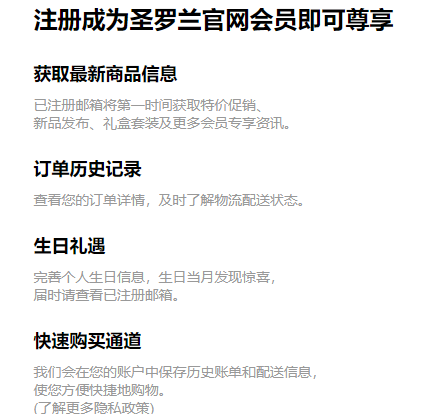 注册成为圣罗兰官网会员即可尊享
获取最新商品信息
已注册邮箱将第一时间获取特价促销、
新品发布、礼盒套装及更多会员专享资讯。
订单历史记录
查看您的订单详情，及时了解物流配送状态。
生日礼遇
完善个人生日信息，生日当月发现惊喜，
届时请查看已注册邮箱。
快速购买通道
我们会在您的账户中保存历史账单和配送信息，
使您方便快捷地购物。
(了解更多隐私政策)